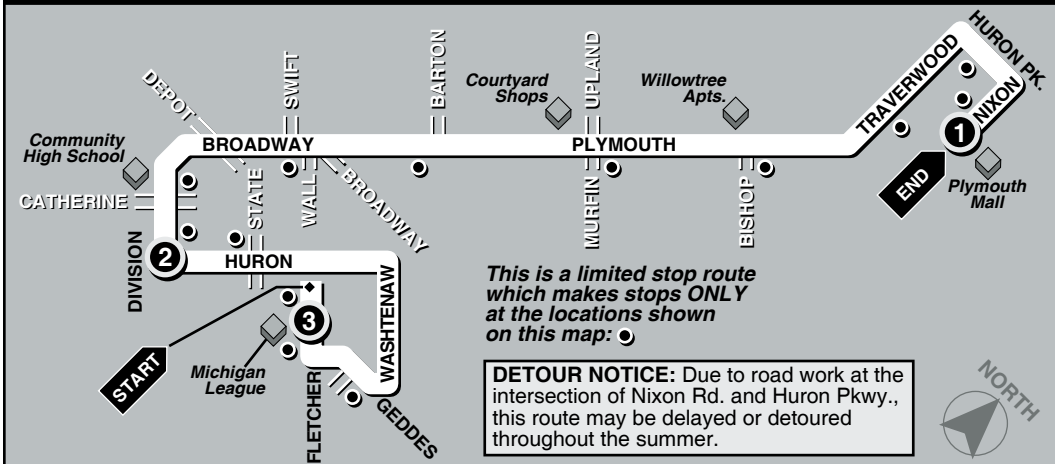 HURON PK.
TRAVERWOOD
NIXON
1
END
Plymouth
Mall
DEPOT
SWIFT
BARTON
Courtyard
Shops
UPLAND
Willowtree
Apts.
Community
High School
BROADWAY
PLYMOUTH
CATHERINE
STATE
WALL
BROADWAY
MURFIN
BISHOP
DIVISION
2
HURON
WASHTENAW
3
START
Michigan
League
FLETCHER
GEDDES
This is a limited stop route
which makes stops ONLY
at the locations shown
on this map:
DETOUR NOTICE: Due to road work at the
intersection of Nixon Rd. and Huron Pkwy.,
this route may be delayed or detoured
throughout the summer.
NORTH